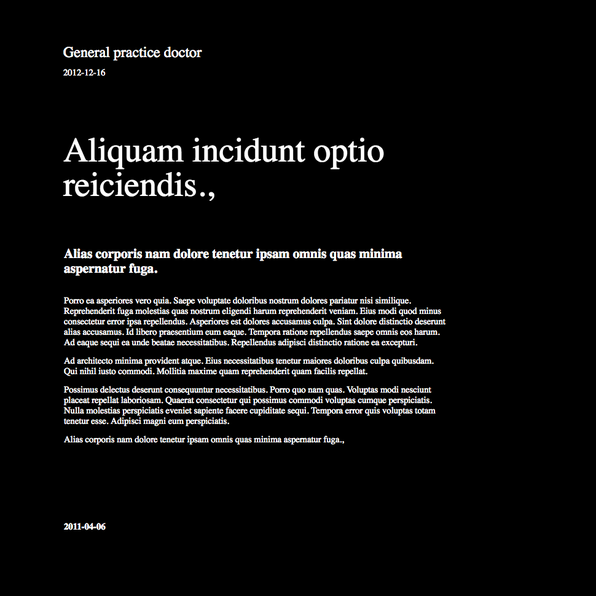 General practice doctor
2012-12-16
Aliquam incidunt optio
reiciendis.,
Alias corporis nam dolore tenetur ipsam omnis quas minima
aspernatur fuga.
Porro ea asperiores vero quia. Saepe voluptate doloribus nostrum dolores pariatur nisi similique.
Reprehenderit fuga molestias quas nostrum eligendi harum reprehenderit veniam. Eius modi quod minus
consectetur error ipsa repellendus. Asperiores est dolores accusamus culpa. Sint dolore distinctio deserunt
alias accusamus. Id libero praesentium eum eaque. Tempora ratione repellendus saepe omnis eos harum.
Ad eaque sequi ea unde beatae necessitatibus. Repellendus adipisci distinctio ratione ea excepturi.
Ad architecto minima provident atque. Eius necessitatibus tenetur maiores doloribus culpa quibusdam.
Qui nihil iusto commodi. Mollitia maxime quam reprehenderit quam facilis repellat.
Possimus delectus deserunt consequuntur necessitatibus. Porro quo nam quas. Voluptas modi nesciunt
placeat repellat laboriosam. Quaerat consectetur qui possimus commodi voluptas cumque perspiciatis.
Nulla molestias perspiciatis eveniet sapiente facere cupiditate sequi. Tempora error quis voluptas totam
tenetur esse. Adipisci magni eum perspiciatis.
Alias corporis nam dolore tenetur ipsam omnis quas minima aspernatur fuga.,
2011-04-06